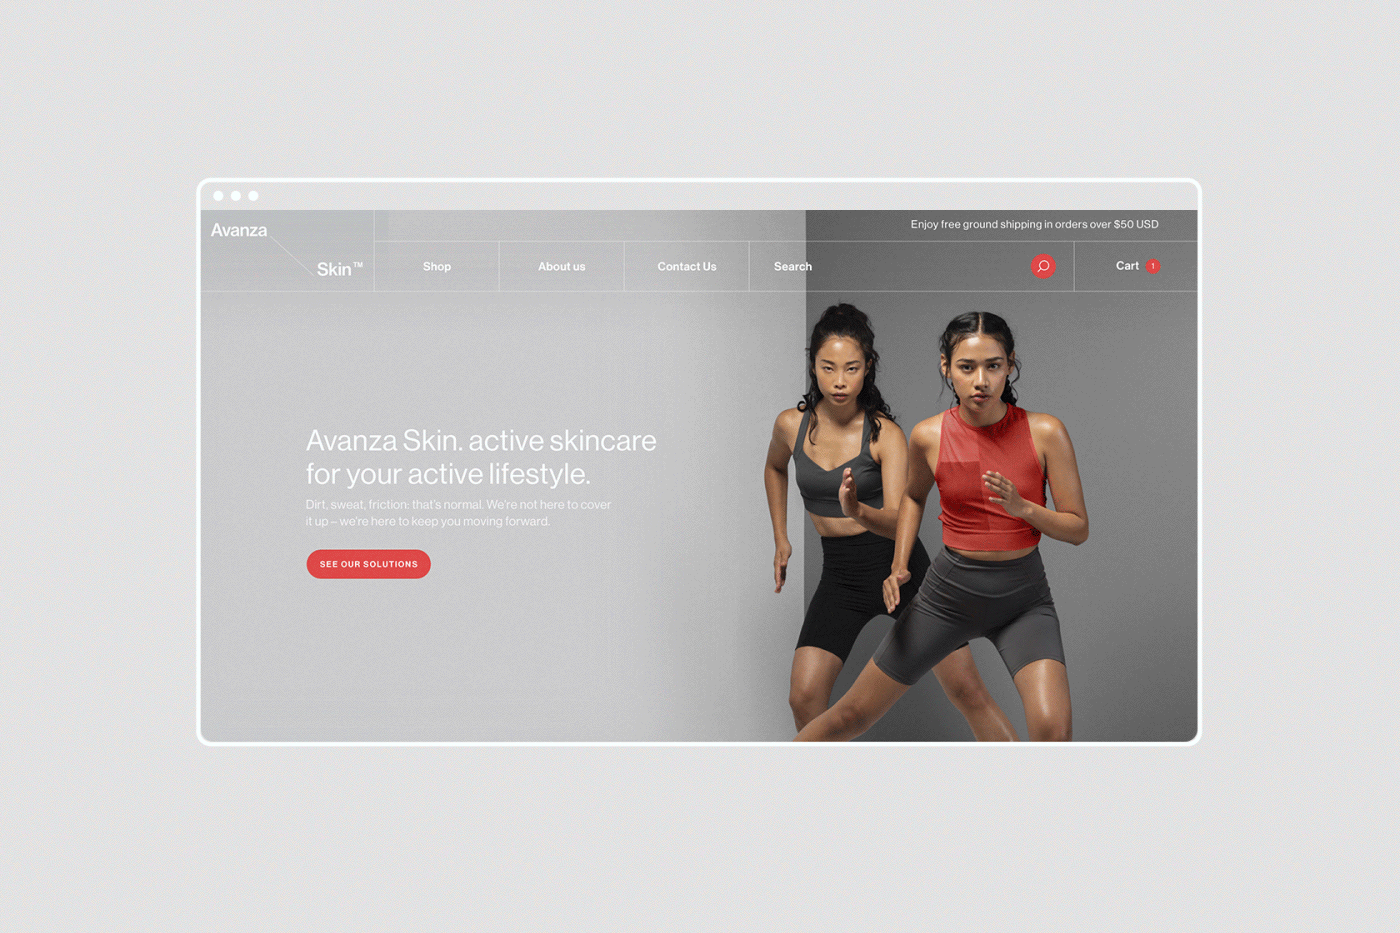 Enjoy free ground shipping in orders over $50 USD
Avanza
Skin™
Shop
About us
Contact Us
Search
Cart 1
Avanza Skin. active skincare
for your active lifestyle.
Dirt, sweat, friction: that's normal. We're not here to cover
it up – we're here to keep you moving forward.
SEE OUR SOLUTIONS